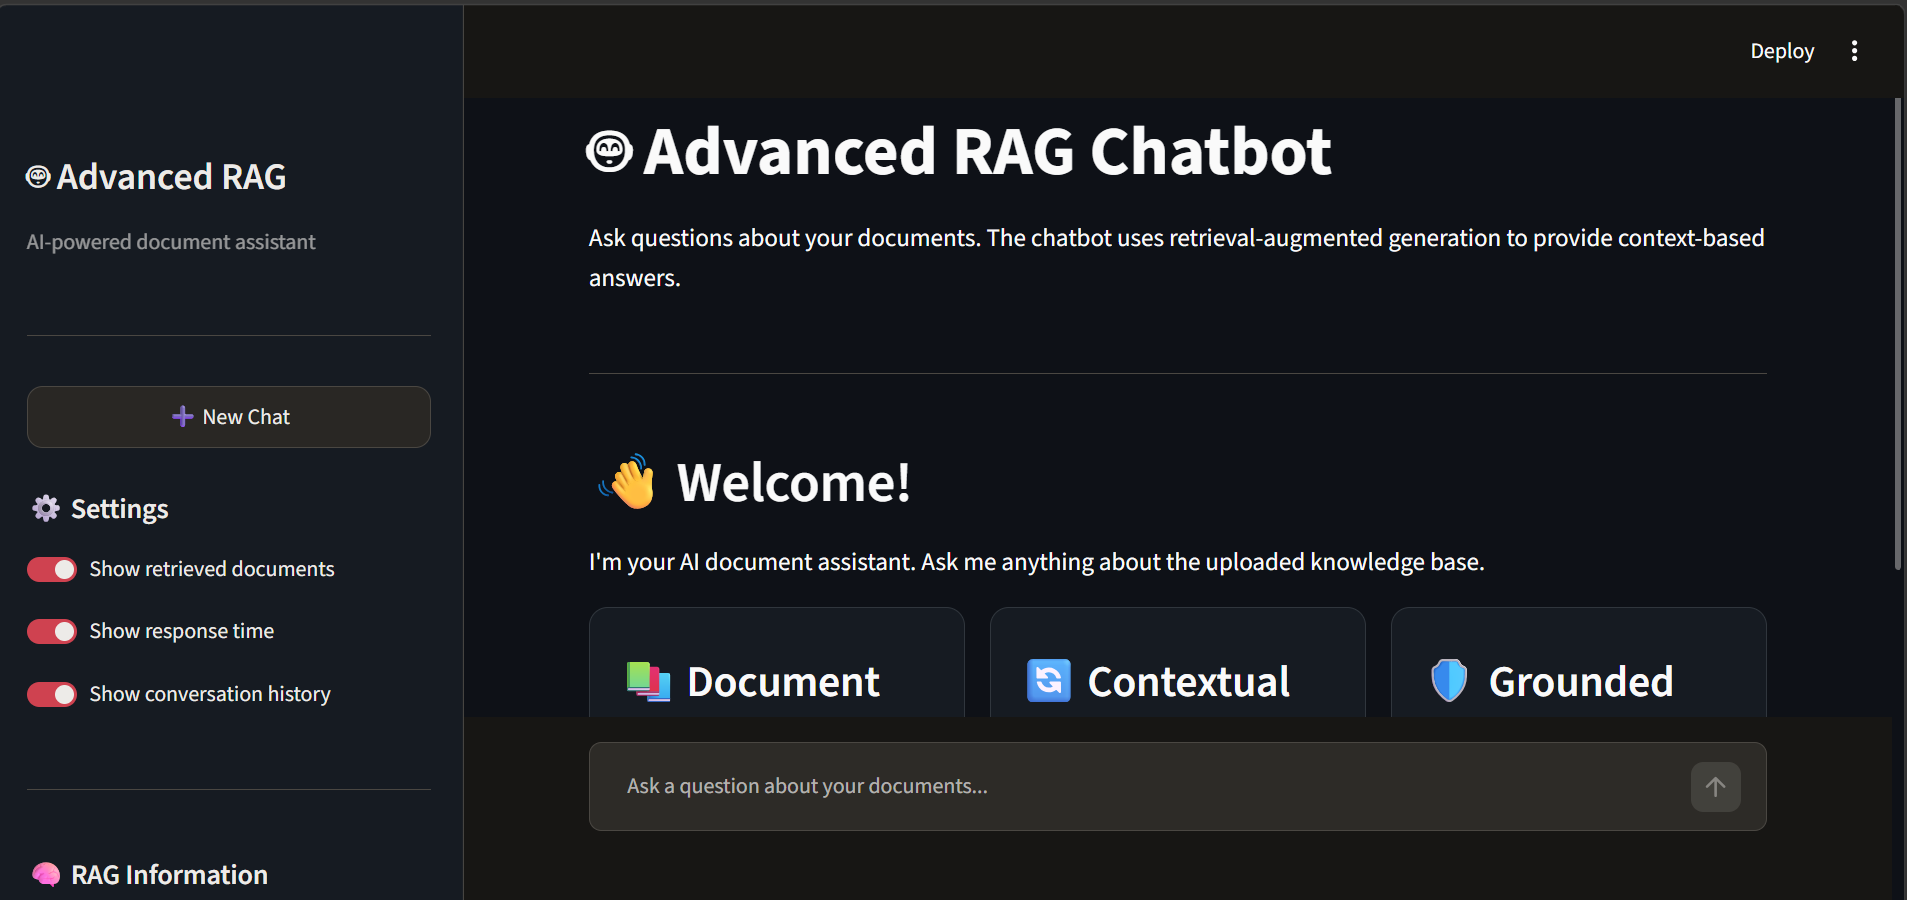 Advanced RAG
AI-powered document assistant
New Chat
Settings
Show retrieved documents
Show response time
Show conversation history
RAG Information
Deploy
Advanced RAG Chatbot
Ask questions about your documents. The chatbot uses retrieval-augmented generation to provide context-based
answers.
Welcome!
I'm your AI document assistant. Ask me anything about the uploaded knowledge base.
Document
Contextual
Grounded
Ask a question about your documents...